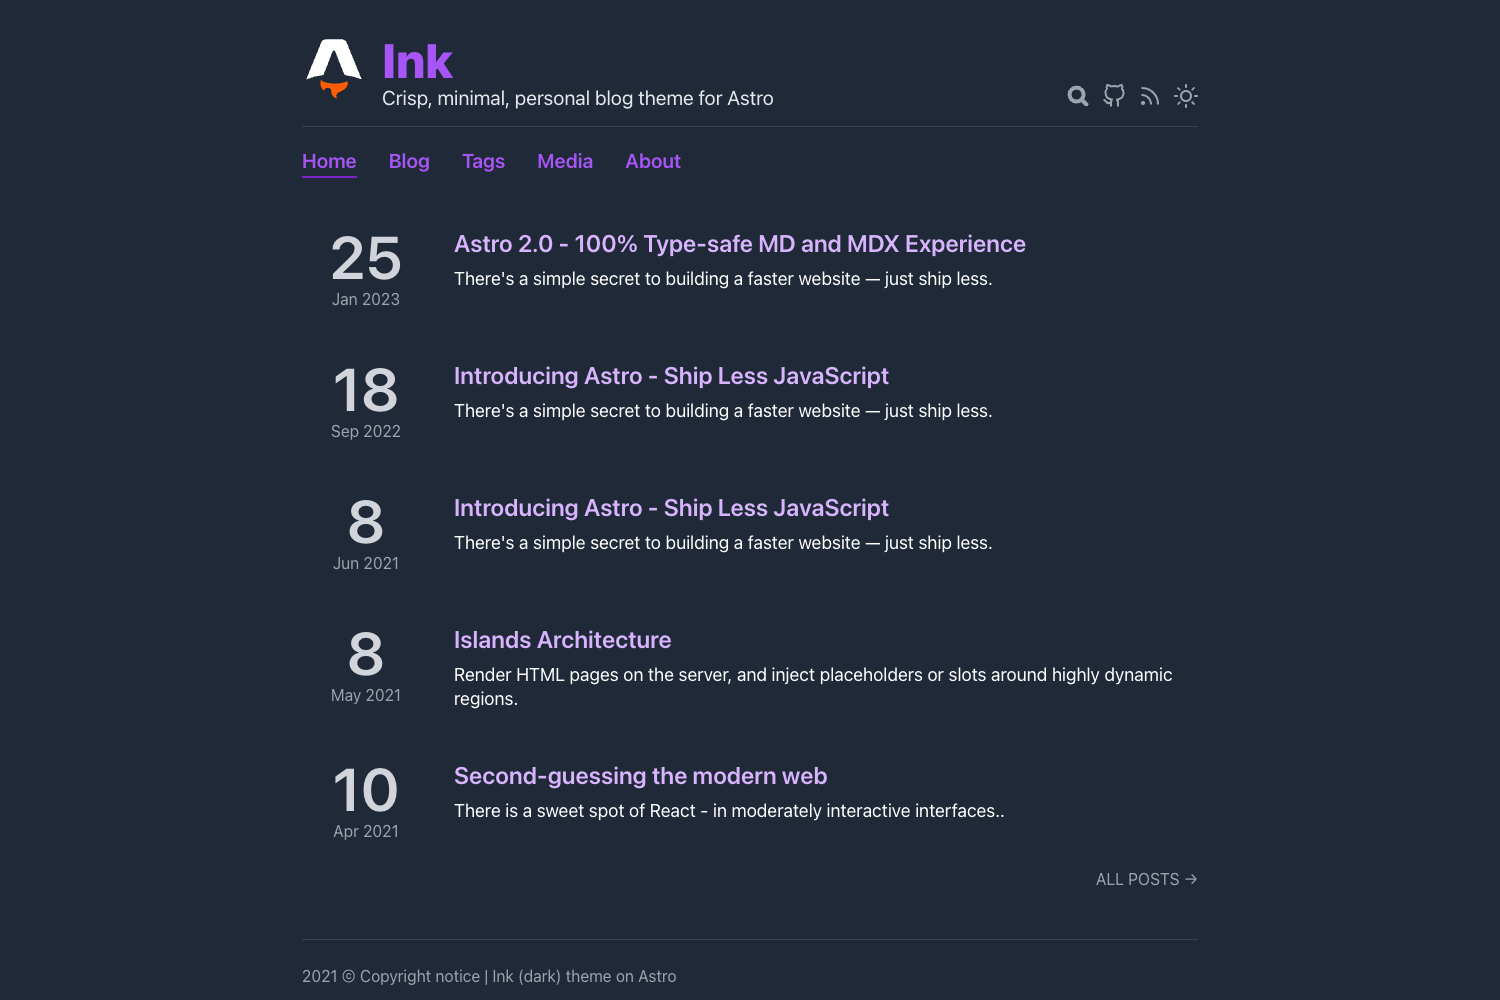 Ink
Crisp, minimal, personal blog theme for Astro
Home Blog Tags Media About
25
Jan 2023
Astro 2.0 - 100% Type-safe MD and MDX Experience
There's a simple secret to building a faster website — just ship less.
18
Sep 2022
Introducing Astro - Ship Less JavaScript
There's a simple secret to building a faster website — just ship less.
8
Jun 2021
Introducing Astro - Ship Less JavaScript
There's a simple secret to building a faster website — just ship less.
8
May 2021
Islands Architecture
Render HTML pages on the server, and inject placeholders or slots around highly dynamic
regions.
10
Apr 2021
Second-guessing the modern web
There is a sweet spot of React - in moderately interactive interfaces..
ALL POSTS →
2021 © Copyright notice | Ink (dark) theme on Astro